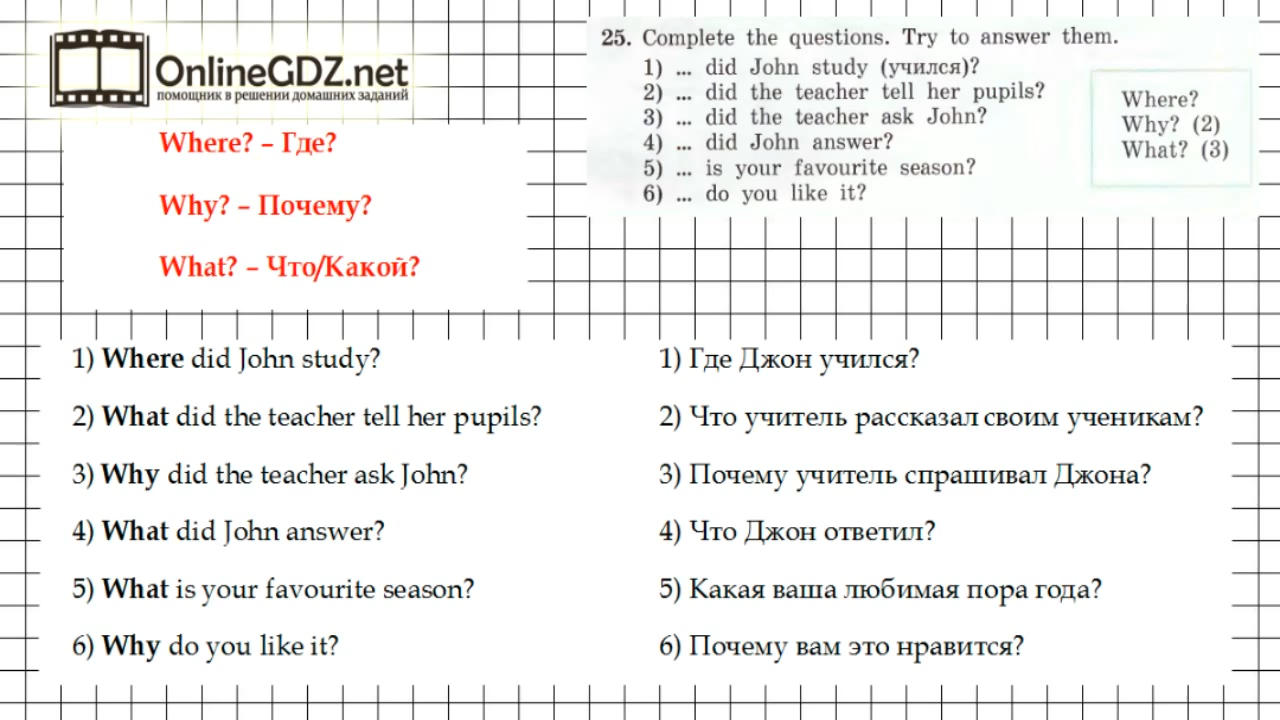 OnlineGDZ.net
помощник в решении домашних заданий
Where? – Где?
Why? – Почему?
What? – Что/Какой?
25. Complete the questions. Try to answer them.
1) ... did John study (учился)?
2) ... did the teacher tell her pupils?
3) ... did the teacher ask John?
4) ... did John answer?
5) ... is your favourite season?
6) ... do you like it?
Where?
Why? (2)
What? (3)
1) Where did John study?
2) What did the teacher tell her pupils?
3) Why did the teacher ask John?
4) What did John answer?
5) What is your favourite season?
6) Why do you like it?
1) Где Джон учился?
2) Что учитель рассказал своим ученикам?
3) Почему учитель спрашивал Джона?
4) Что Джон ответил?
5) Какая ваша любимая пора года?
6) Почему вам это нравится?